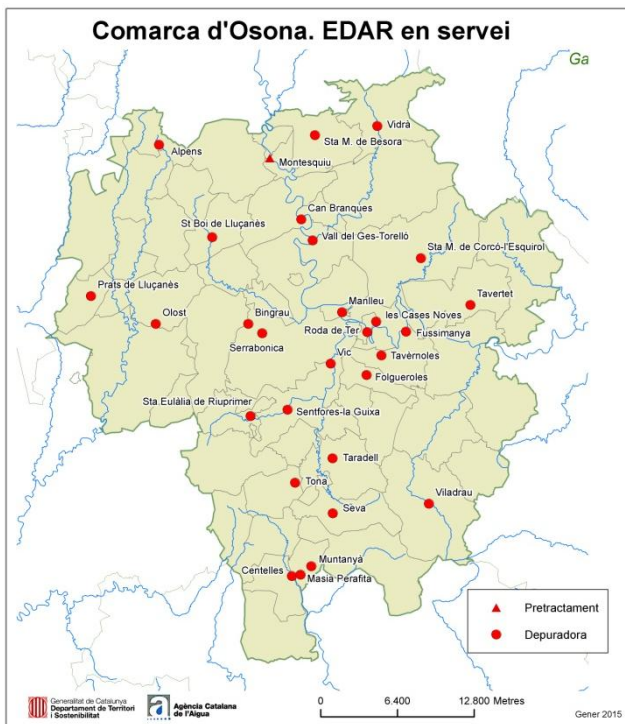 Comarca d'Osona. EDAR en servei
Ga
Vidrà
Sta M. de Besora
Alpens
Montesquiu
Can Branques
St Boi de Lluçanès
Vall del Ges-Torelló
Sta M. de Corcó-l'Esquirol
Prats de Lluçanès
Tavertet
Olost
Bingrau
Manlleu
les Cases Noves
Serrabonica
Roda de Ter
Fussimanya
Vic
Tavèrnoles
Folgueroles
Sta.Eulàlia de Riuprimer
Sentfores-la Guixa
Taradell
Tona
Viladrau
Seva
Muntanyà
Centelles
Masia Perafita
Pretractament
Depuradora
Generalitat de Catalunya
Departament de Territori
i Sostenibilitat
Agència Catalana
de l'Aigua
0 6.400 12.800 Metres
Gener 2015